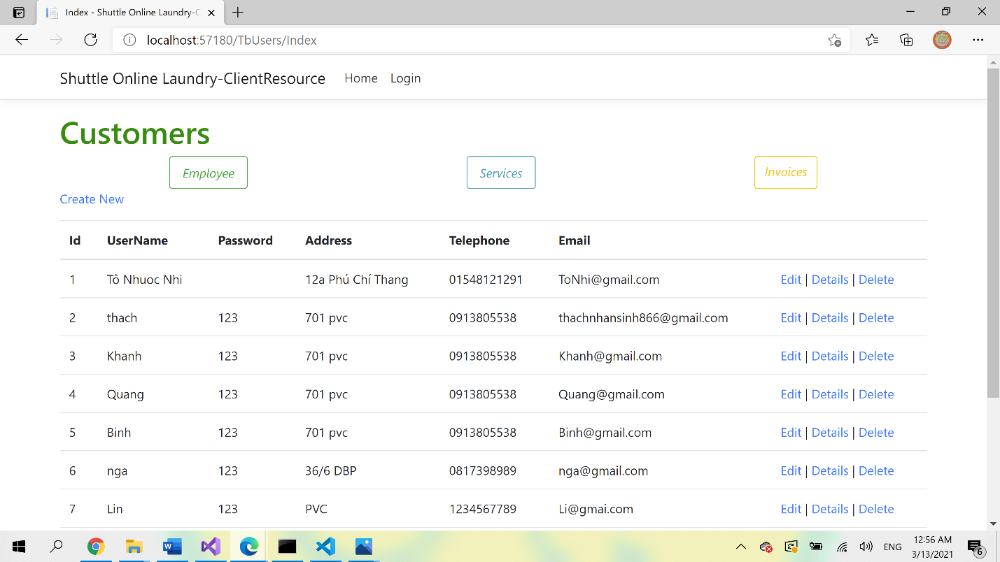 Index - Shuttle Online Laundry-C
localhost:57180/TbUsers/Index
Shuttle Online Laundry-ClientResource Home Login
Customers
Employee Services Invoices
Create New
Id UserName Password Address Telephone Email
1 Tô Nhuoc Nhi 12a Phú Chí Thang 01548121291 ToNhi@gmail.com Edit | Details | Delete
2 thach 123 701 pvc 0913805538 thachnhansinh866@gmail.com Edit | Details | Delete
3 Khanh 123 701 pvc 0913805538 Khanh@gmail.com Edit | Details | Delete
4 Quang 123 701 pvc 0913805538 Quang@gmail.com Edit | Details | Delete
5 Binh 123 701 pvc 0913805538 Binh@gmail.com Edit | Details | Delete
6 nga 123 36/6 DBP 0817398989 nga@gmail.com Edit | Details | Delete
7 Lin 123 PVC 1234567789 Li@gmai.com Edit | Details | Delete
ENG 12:56 AM
3/13/2021
6